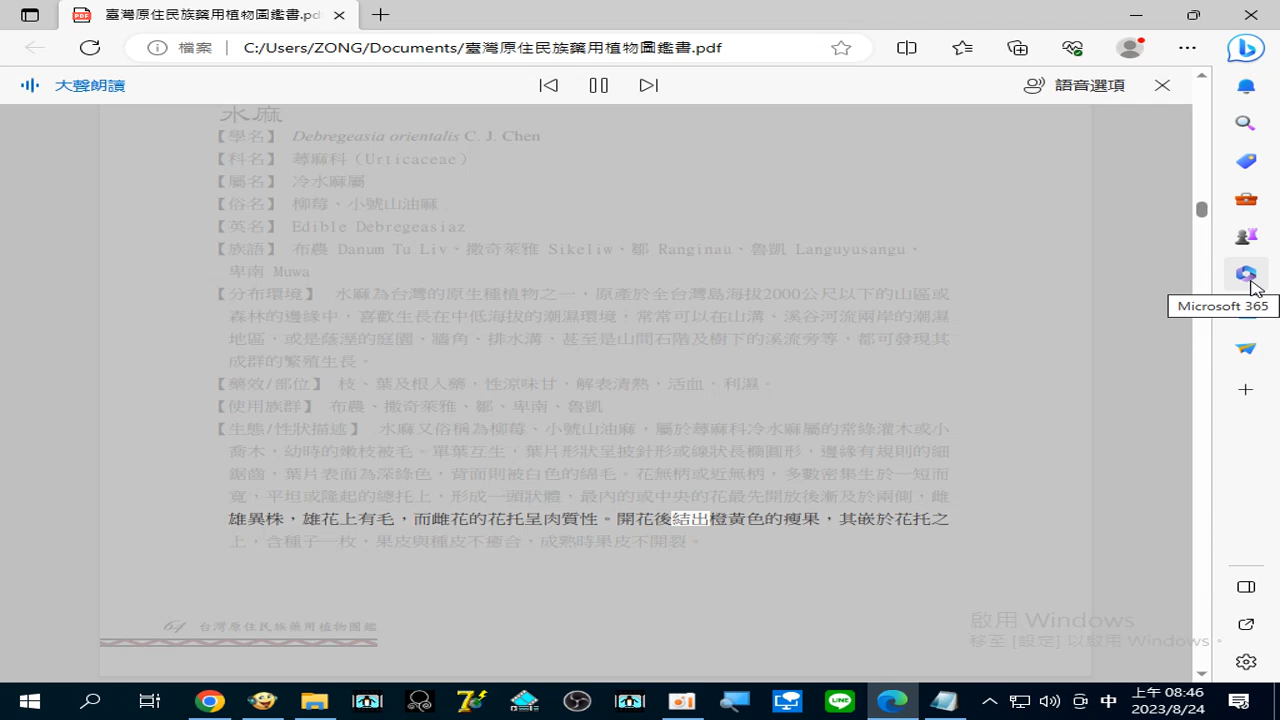 臺灣原住民族藥用植物圖鑑書.pd
檔案 C:/Users/ZONG/Documents/臺灣原住民族藥用植物圖鑑書.pdf
大聲朗讀
語音選項
水麻
【學名】 Debregeasia orientalis C. J. Chen
【科名】 蕁麻科（Urticaceae）
【屬名】 冷水麻屬
【俗名】 柳莓、小號山油麻
【英名】 Edible Debregeasiaz
【族語】 布農 Danum Tu Liv、撒奇萊雅 Sikeliw、鄒 Ranginau、魯凱 Languyusangu、
卑南 Muwa
【分布環境】 水麻為台灣的原生種植物之一，原產於全台灣島海拔2000公尺以下的山區或
森林的邊緣中，喜歡生長在中低海拔的潮濕環境，常常可以在山溝、溪谷河流兩岸的潮濕
地區，或是蔭溼的庭園、牆角、排水溝，甚至是山間石階及樹下的溪流旁等，都可發現其
成群的繁殖生長。
【藥效/部位】 枝、葉及根入藥，性涼味甘，解表清熱，活血、利濕。
【使用族群】 布農、撒奇萊雅、鄒、卑南、魯凱
【生態/性狀描述】 水麻又俗稱為柳莓、小號山油麻，屬於蕁麻科冷水麻屬的常綠灌木或小
喬木，幼時的嫩枝被毛。單葉互生，葉片形狀呈披針形或線狀長橢圓形，邊緣有規則的細
鋸齒，葉片表面為深綠色，背面則被白色的綿毛。花無柄或近無柄，多數密集生於一短而
寬，平坦或隆起的總托上，形成一頭狀體，最內的或中央的花最先開放後漸及於兩側，雌
雄異株，雄花上有毛，而雌花的花托呈肉質性。開花後結出橙黃色的瘦果，其嵌於花托之
上，含種子一枚，果皮與種皮不癒合，成熟時果皮不開裂。
64 台灣原住民族藥用植物圖鑑
Microsoft 365
啟用 Windows
移至 [設定] 以啟用 Windows。
LINE
中
上午 08:46
2023/8/24